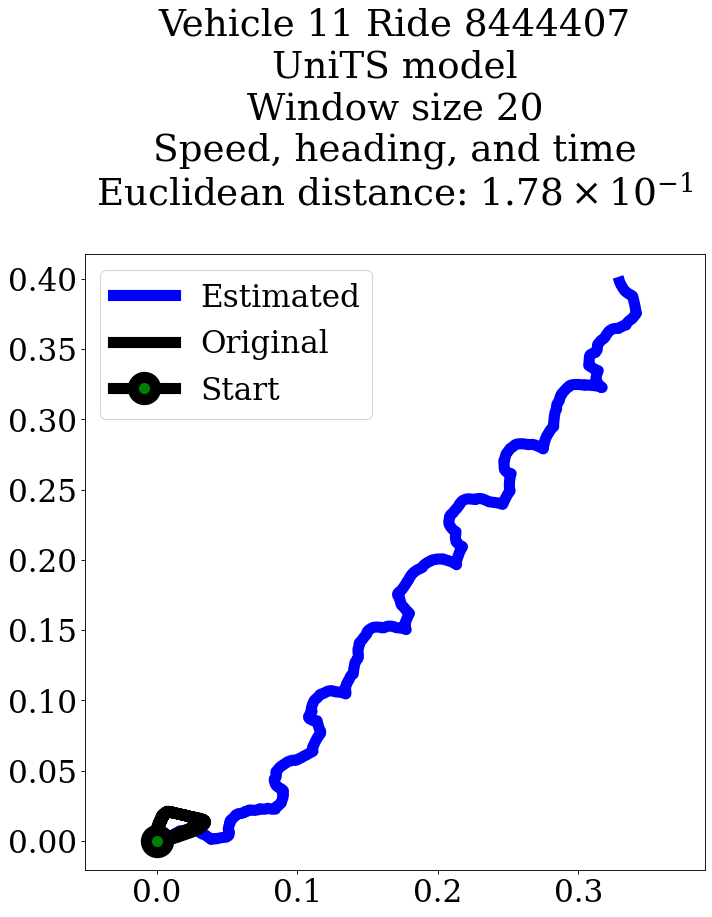 Vehicle 11 Ride 8444407
UniTS model
Window size 20
Speed, heading, and time
Euclidean distance: 1.78 × 10⁻¹
Estimated
Original
Start
0.40
0.35
0.30
0.25
0.20
0.15
0.10
0.05
0.00
0.0 0.1 0.2 0.3